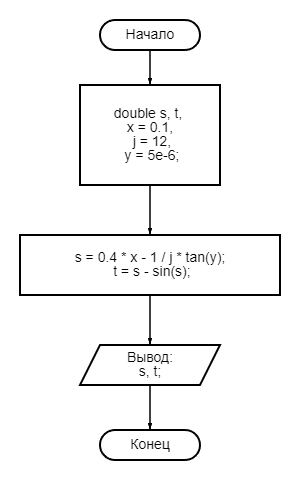 Начало
double s, t,
x = 0.1,
j = 12,
y = 5e-6;
s = 0.4 * x - 1 / j * tan(y);
t = s - sin(s);
Вывод:
s, t;
Конец